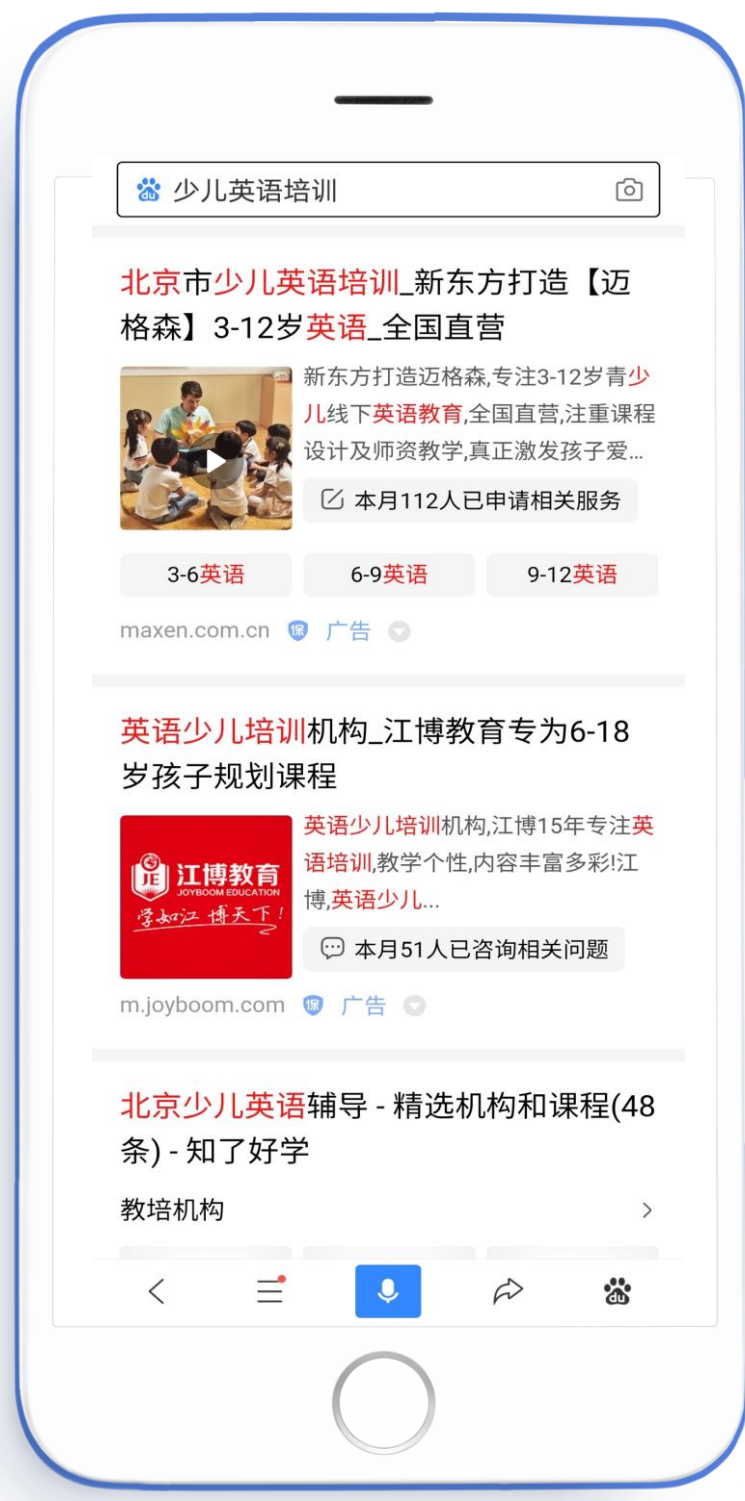 du 少儿英语培训
北京市少儿英语培训_新东方打造【迈
格森】3-12岁英语_全国直营
新东方打造迈格森,专注3-12岁青少
儿线下英语教育,全国直营,注重课程
设计及师资教学,真正激发孩子爱...
本月112人已申请相关服务
3-6英语 6-9英语 9-12英语
maxen.com.cn 保 广告
英语少儿培训机构_江博教育专为6-18
岁孩子规划课程
JE 江博教育
JOYBOOM EDUCATION
学如江 博天下!
英语少儿培训机构,江博15年专注英
语培训,教学个性,内容丰富多彩!江
博,英语少儿...
本月51人已咨询相关问题
m.joyboom.com 保 广告
北京少儿英语辅导 - 精选机构和课程(48
条) - 知了好学
教培机构
du